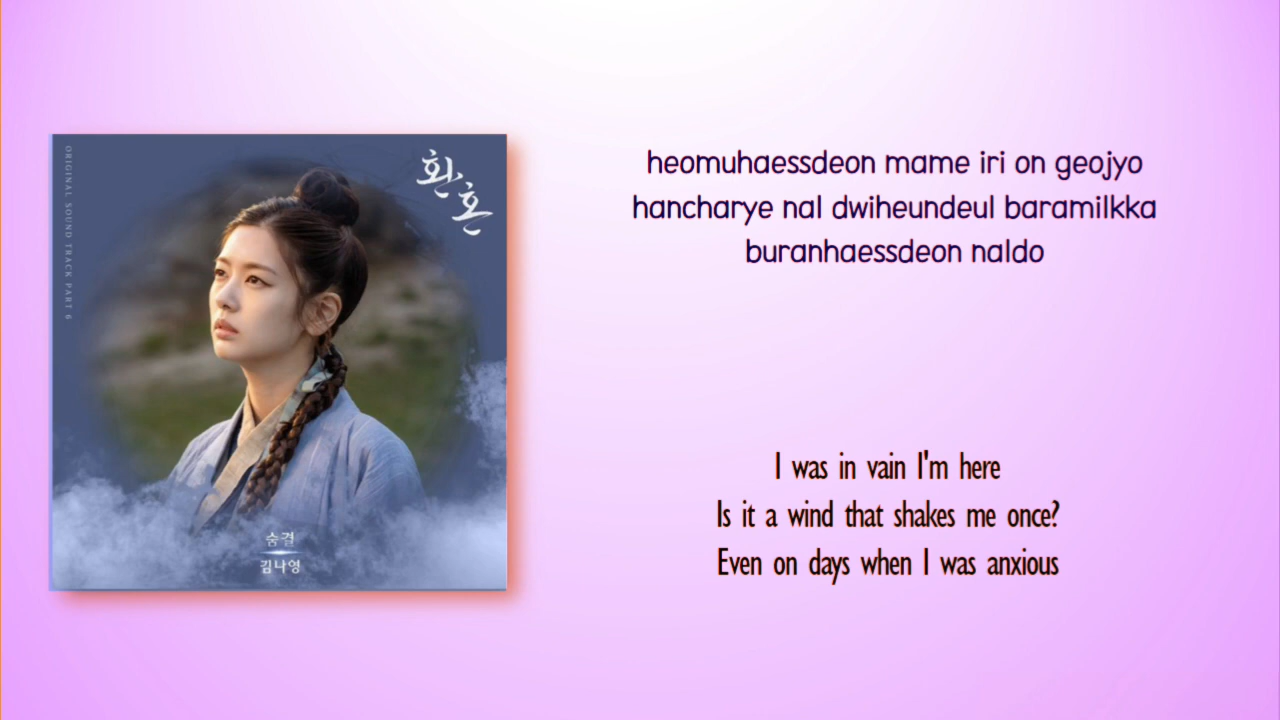 ORIGINAL SOUND TRACK PART 6
환혼
숨결
김나영
heomuhaessdeon mame iri on geojyo
hancharye nal dwiheundeul baramilkka
buranhaessdeon naldo
I was in vain I'm here
Is it a wind that shakes me once?
Even on days when I was anxious